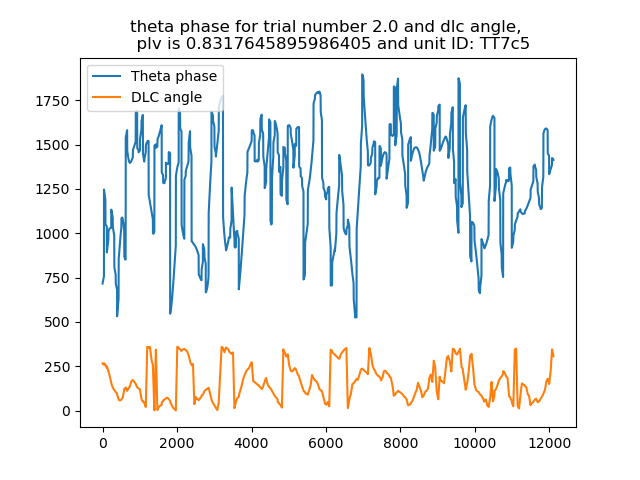 theta phase for trial number 2.0 and dlc angle,
plv is 0.8317645895986405 and unit ID: TT7c5
Theta phase
DLC angle
1750
1500
1250
1000
750
500
250
0
0 2000 4000 6000 8000 10000 12000